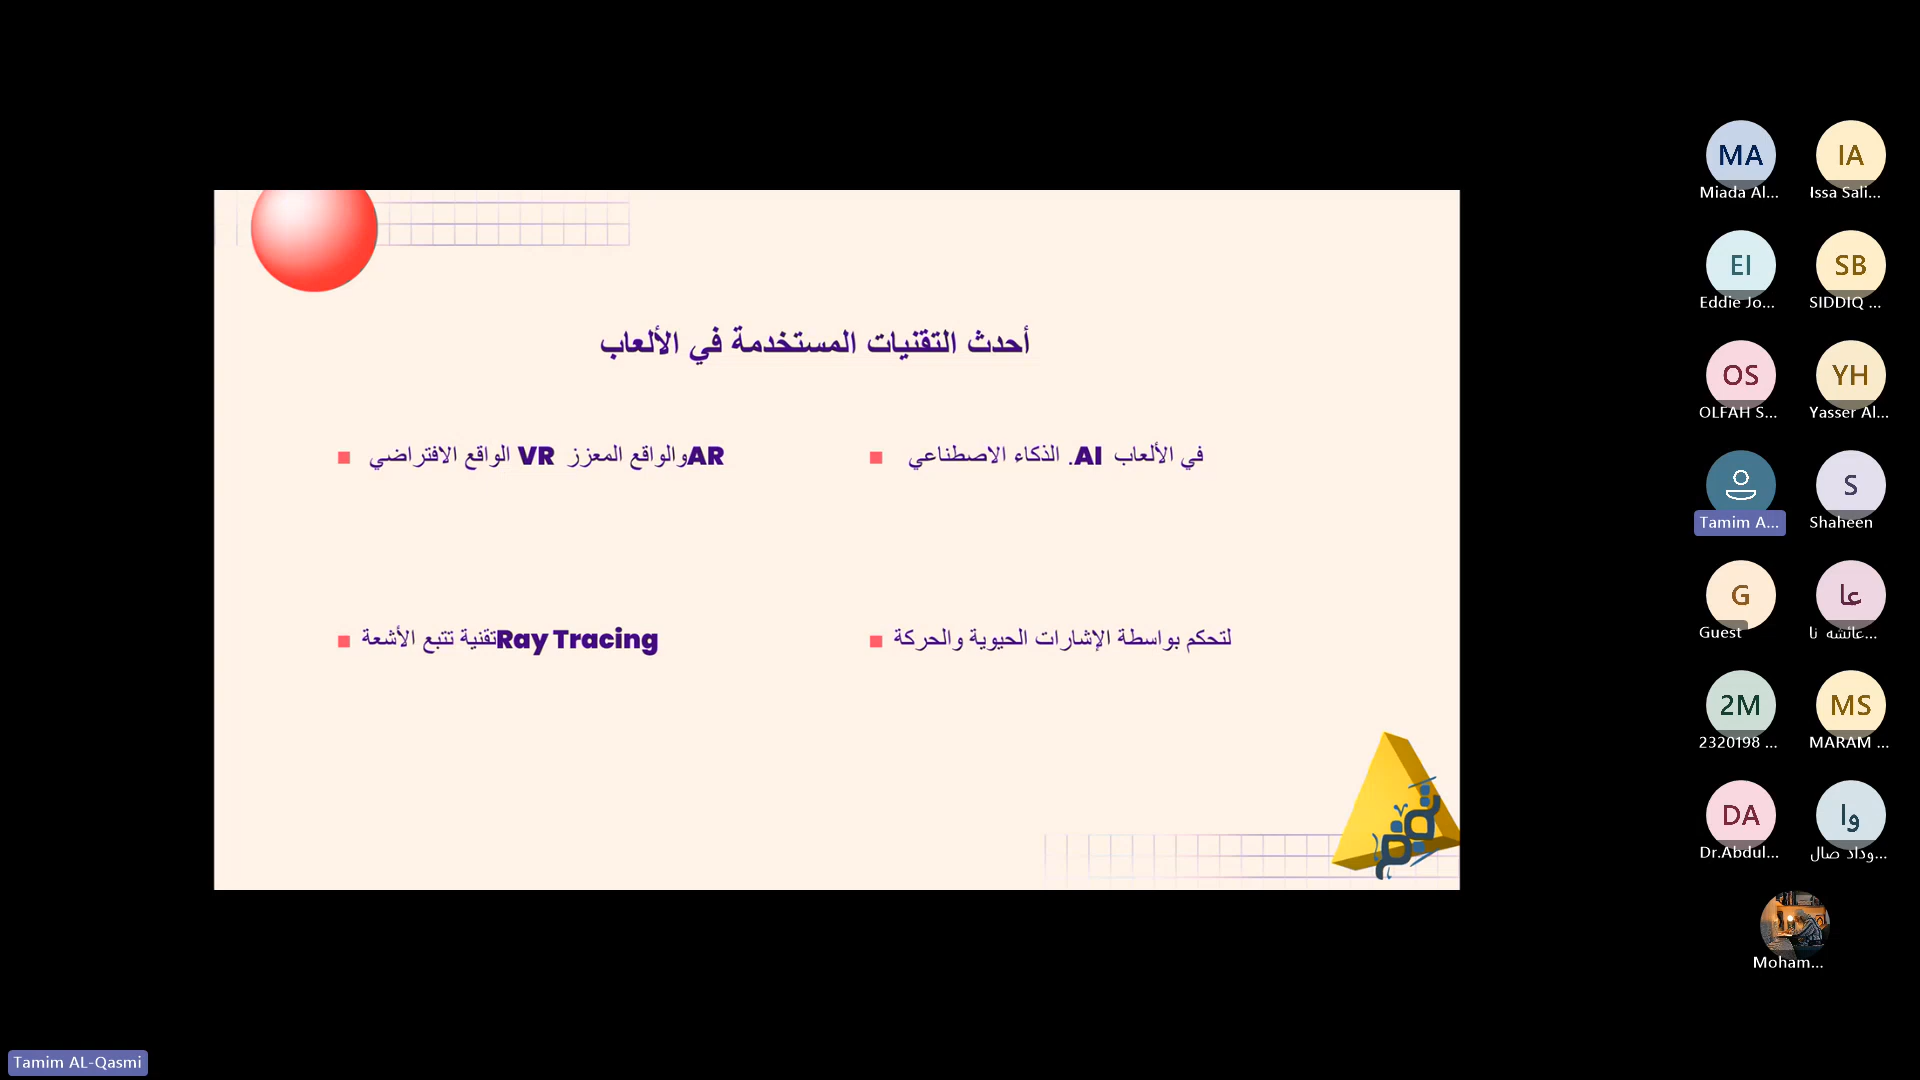 أحدث التقنيات المستخدمة في الألعاب
الواقع الافتراضي VR والواقع المعزز AR
الذكاء الاصطناعي .AI في الألعاب
تقنية تتبع الأشعة Ray Tracing
لتحكم بواسطة الإشارات الحيوية والحركة
تقدم
MA
Miada Al...
IA
Issa Sali...
EI
Eddie Jo...
SB
SIDDIQ ...
OS
OLFAH S...
YH
Yasser Al...
Tamim A...
S
Shaheen
G
Guest
عا
عائشه نا...
2M
2320198 ...
MS
MARAM ...
DA
Dr.Abdul...
وا
وداد صال...
Moham...
Tamim AL-Qasmi